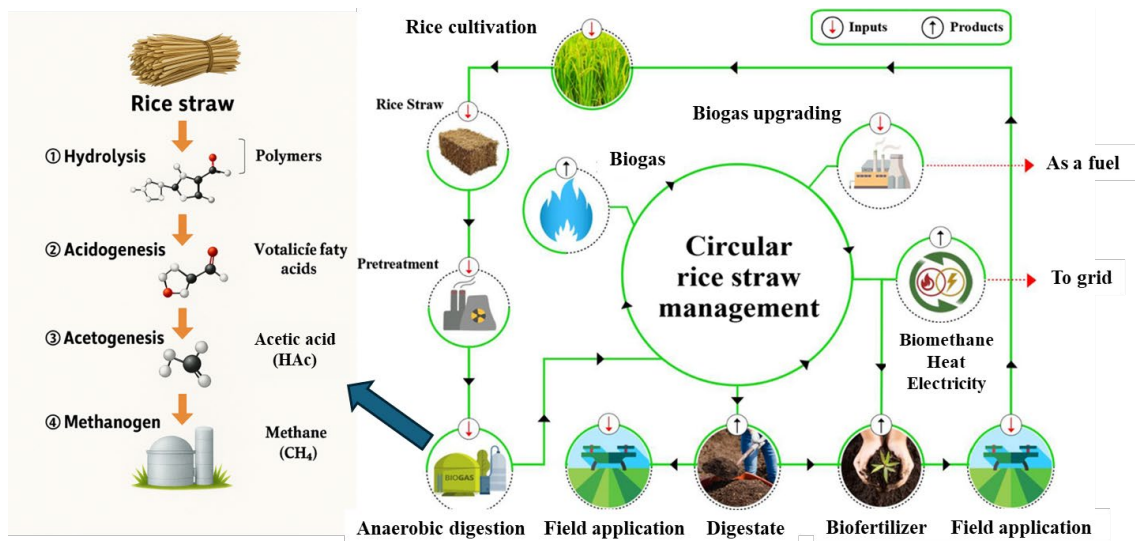 Rice straw
① Hydrolysis
Polymers
② Acidogenesis
Votalicie fatty
acids
③ Acetogenesis
Acetic acid
(HAc)
④ Methanogen
Methane
(CH₄)
Rice cultivation
Inputs
Products
Rice Straw
Biogas upgrading
Biogas
As a fuel
Circular
rice straw
management
Pretreatment
To grid
Biomethane
Heat
Electricity
BIOGAS
Anaerobic digestion
Field application
Digestate
Biofertilizer
Field application